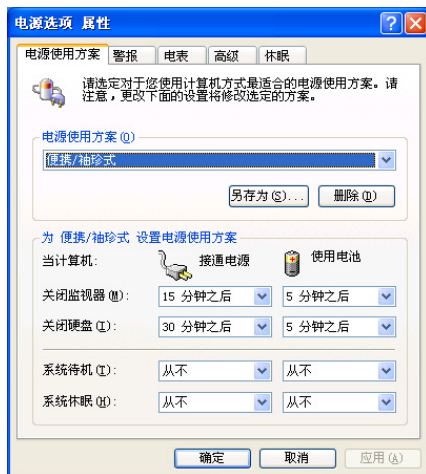 电源选项 属性
电源使用方案 警报 电表 高级 休眠
请选定对于您使用计算机方式最适合的电源使用方案。请
注意，更改下面的设置将修改选定的方案。
电源使用方案(O)
便携/袖珍式
另存为(S)... 删除(D)
为 便携/袖珍式 设置电源使用方案
当计算机: 接通电源 使用电池
关闭监视器(M): 15 分钟之后 5 分钟之后
关闭硬盘(I): 30 分钟之后 5 分钟之后
系统待机(T): 从不 从不
系统休眠(H): 从不 从不
确定 取消 应用(A)